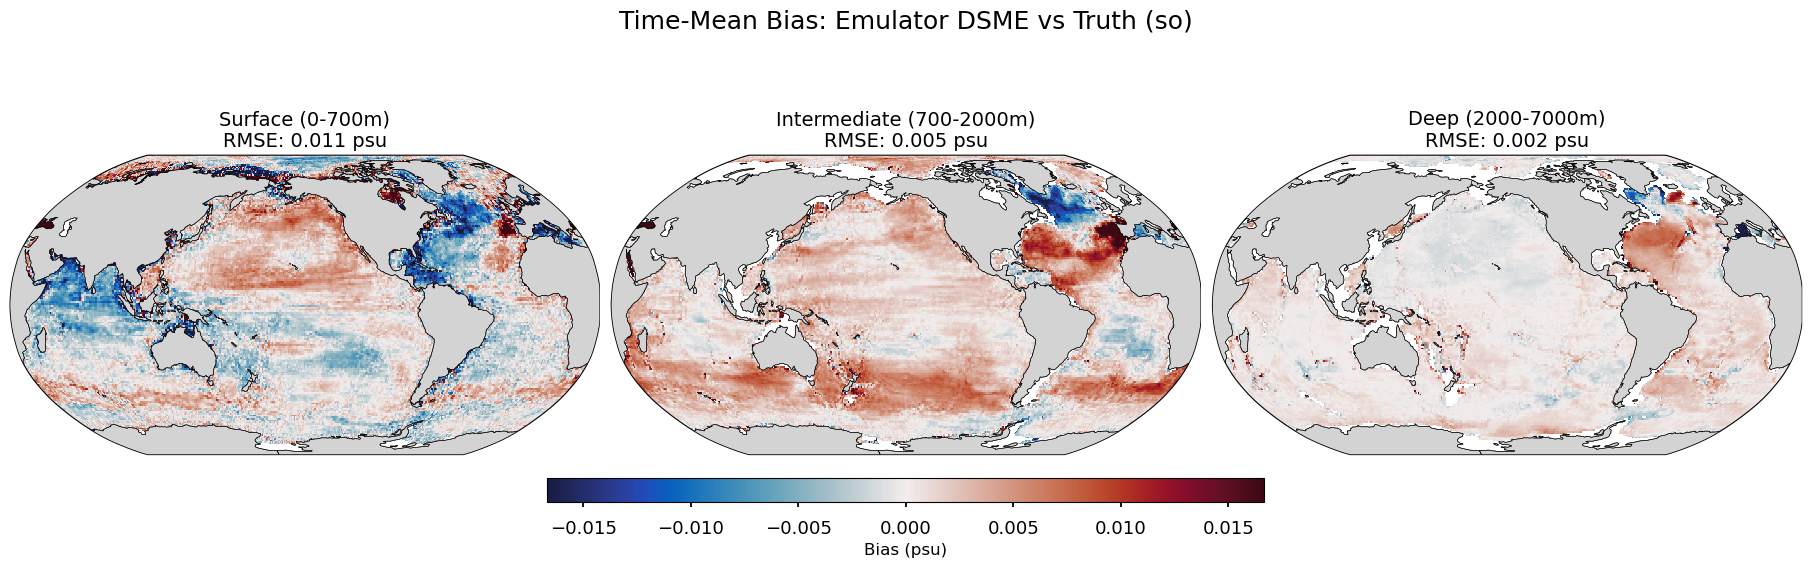 Time-Mean Bias: Emulator DSME vs Truth (so)
Surface (0-700m)
RMSE: 0.011 psu
Intermediate (700-2000m)
RMSE: 0.005 psu
Deep (2000-7000m)
RMSE: 0.002 psu
−0.015 −0.010 −0.005 0.000 0.005 0.010 0.015
Bias (psu)